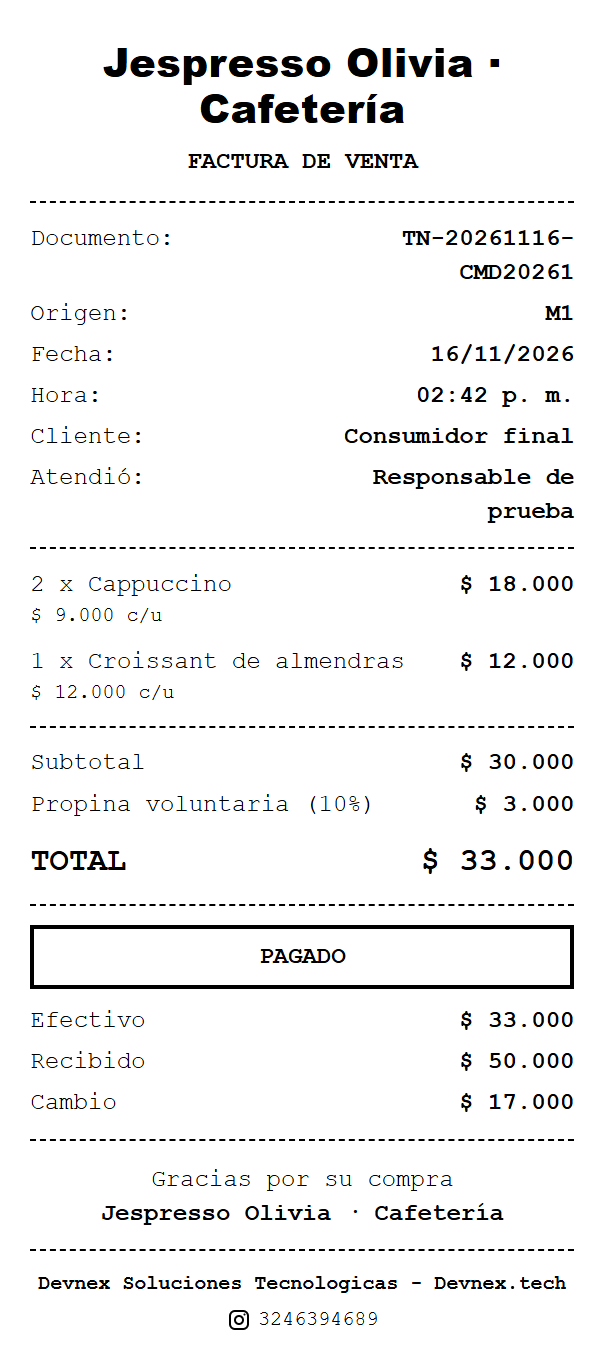 Jespresso Olivia ·
Cafetería
FACTURA DE VENTA
Documento: TN-20261116-
CMD20261
Origen: M1
Fecha: 16/11/2026
Hora: 02:42 p. m.
Cliente: Consumidor final
Atendió: Responsable de
prueba
2 x Cappuccino $ 18.000
$ 9.000 c/u
1 x Croissant de almendras $ 12.000
$ 12.000 c/u
Subtotal $ 30.000
Propina voluntaria (10%) $ 3.000
TOTAL $ 33.000
PAGADO
Efectivo $ 33.000
Recibido $ 50.000
Cambio $ 17.000
Gracias por su compra
Jespresso Olivia · Cafetería
Devnex Soluciones Tecnologicas - Devnex.tech
3246394689